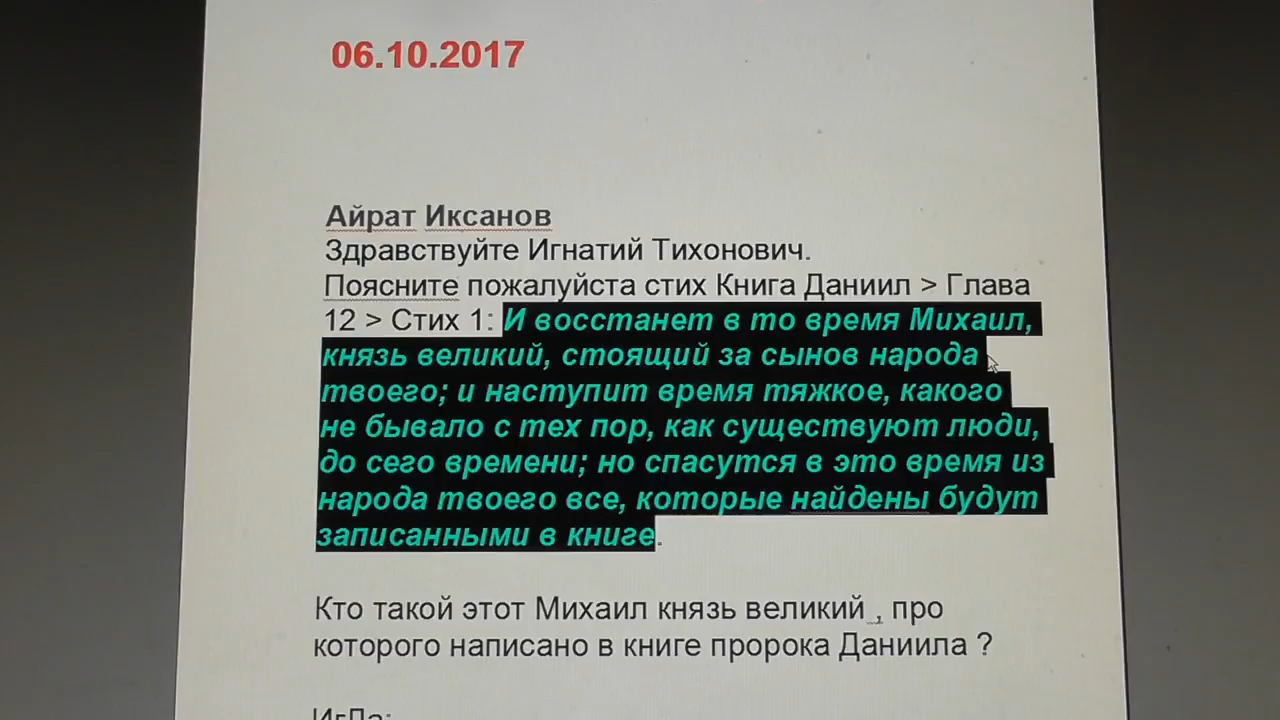 06.10.2017
Айрат Иксанов
Здравствуйте Игнатий Тихонович.
Поясните пожалуйста стих Книга Даниил > Глава
12 > Стих 1: И восстанет в то время Михаил,
князь великий, стоящий за сынов народа
твоего; и наступит время тяжкое, какого
не бывало с тех пор, как существуют люди,
до сего времени; но спасутся в это время из
народа твоего все, которые найдены будут
записанными в книге.
Кто такой этот Михаил князь великий , про
которого написано в книге пророка Даниила ?
ИгЛа: